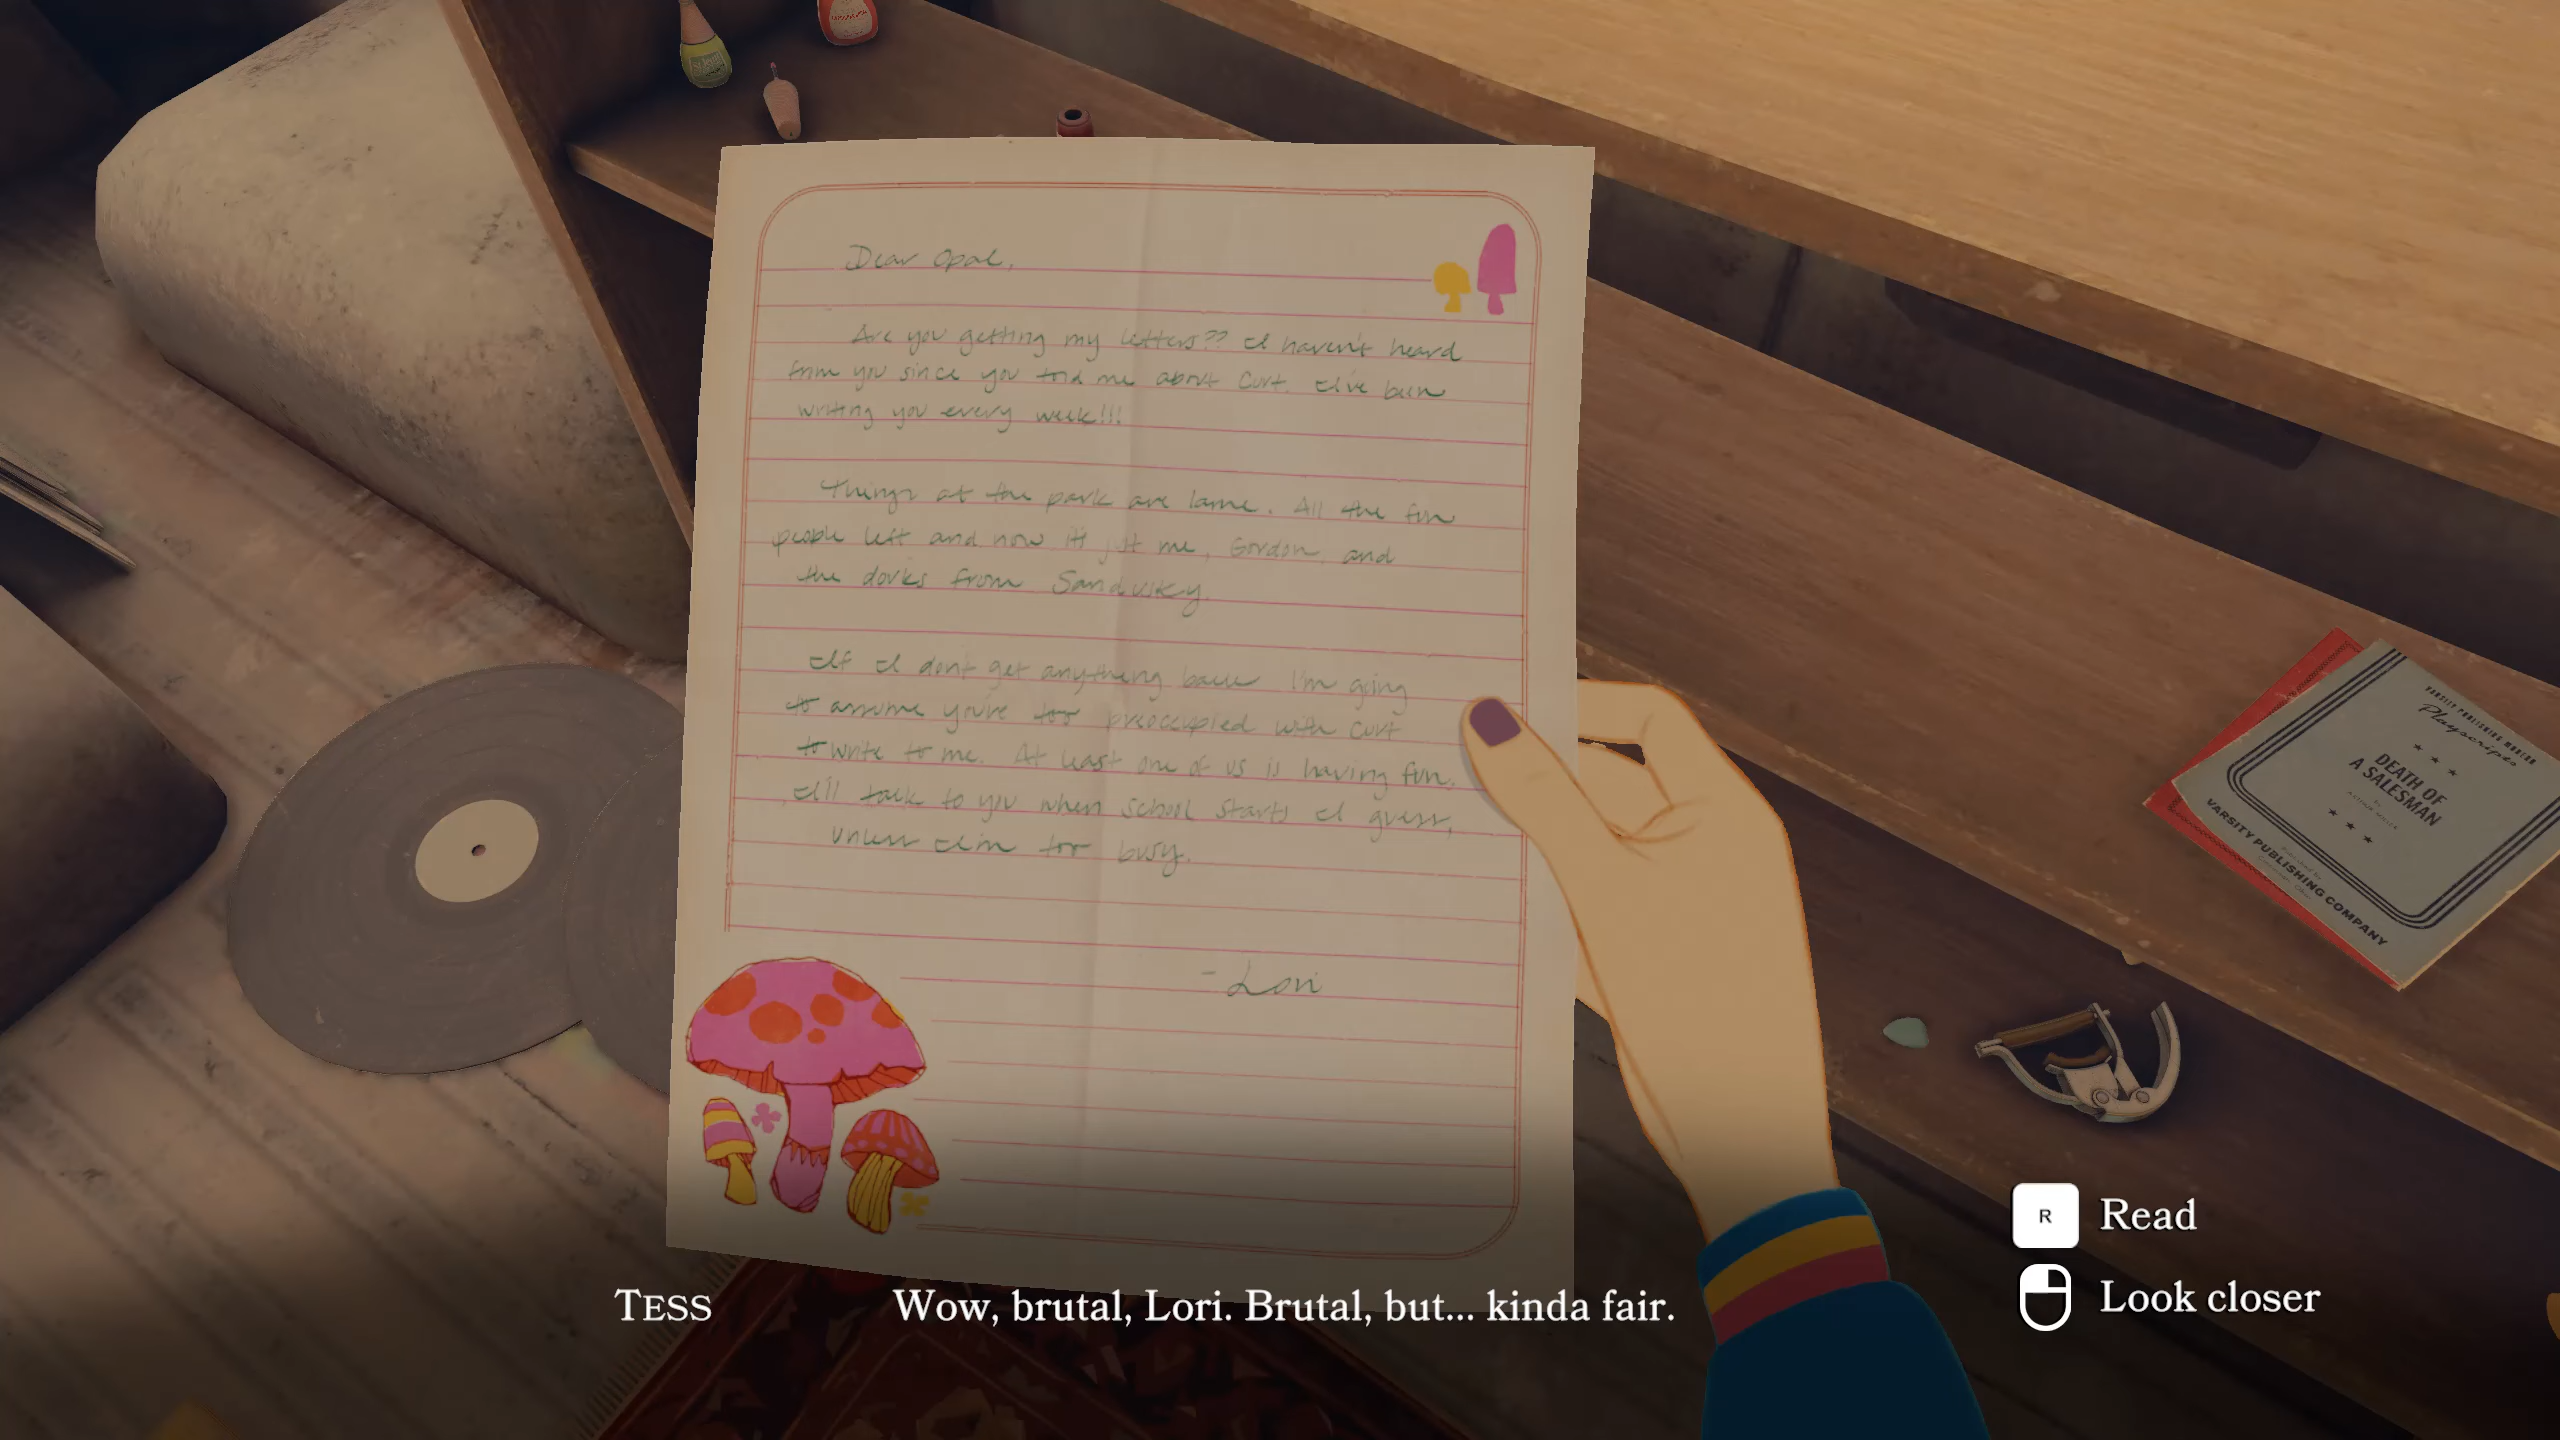 Dear Opal,
Are you getting my letters?? I haven't heard
from you since you told me about Curt. I've been
writing you every week!!!
Things at the park are lame. All the fun
people left and now it's just me, Gordon, and
the dorks from Sandusky.
If I don't get anything back I'm going
to assume you're too preoccupied with Curt
to write to me. At least one of us is having fun.
I'll talk to you when school starts I guess,
unless I'm too busy.
- Lori
Playscripts
DEATH OF
A SALESMAN
VARSITY PUBLISHING COMPANY
R Read
Look closer
TESS Wow, brutal, Lori. Brutal, but... kinda fair.